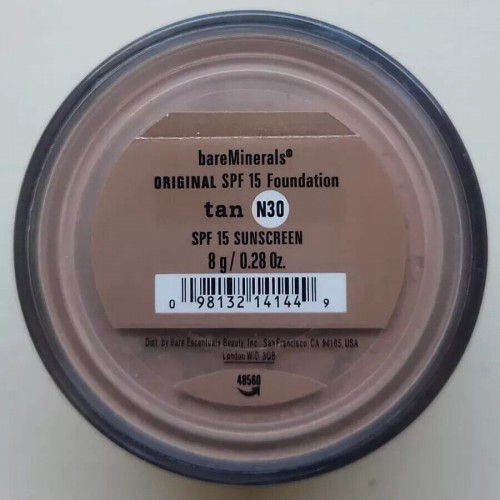 bareMinerals®
ORIGINAL SPF 15 Foundation
tan N30
SPF 15 SUNSCREEN
8 g / 0.28 Oz.
0 98132 14144 9
Dist. by Bare Escentuals Beauty, Inc., San Francisco, CA 94105, USA
London W1D 3QB
48560